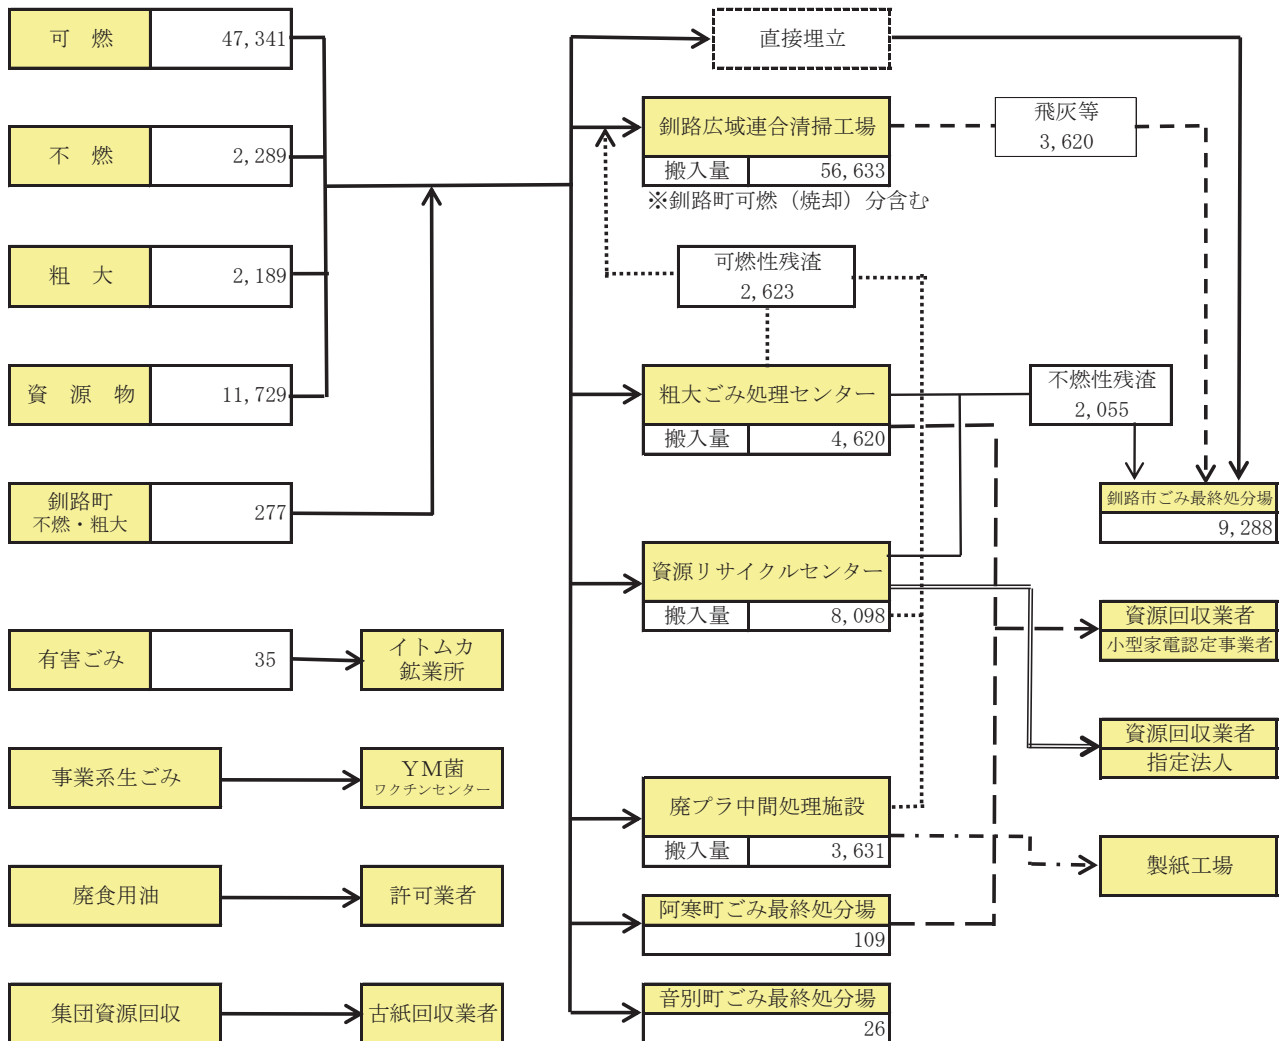 可　燃
47,341
不　燃
2,289
粗　大
2,189
資　源　物
11,729
釧路町
不燃・粗大
277
有害ごみ
35
イトムカ
鉱業所
事業系生ごみ
ＹＭ菌
ワクチンセンター
廃食用油
許可業者
集団資源回収
古紙回収業者
直接埋立
釧路広域連合清掃工場
搬入量
56,633
※釧路町可燃（焼却）分含む
飛灰等
3,620
可燃性残渣
2,623
粗大ごみ処理センター
搬入量
4,620
不燃性残渣
2,055
釧路市ごみ最終処分場
9,288
資源リサイクルセンター
搬入量
8,098
資源回収業者
小型家電認定事業者
資源回収業者
指定法人
廃プラ中間処理施設
搬入量
3,631
製紙工場
阿寒町ごみ最終処分場
109
音別町ごみ最終処分場
26